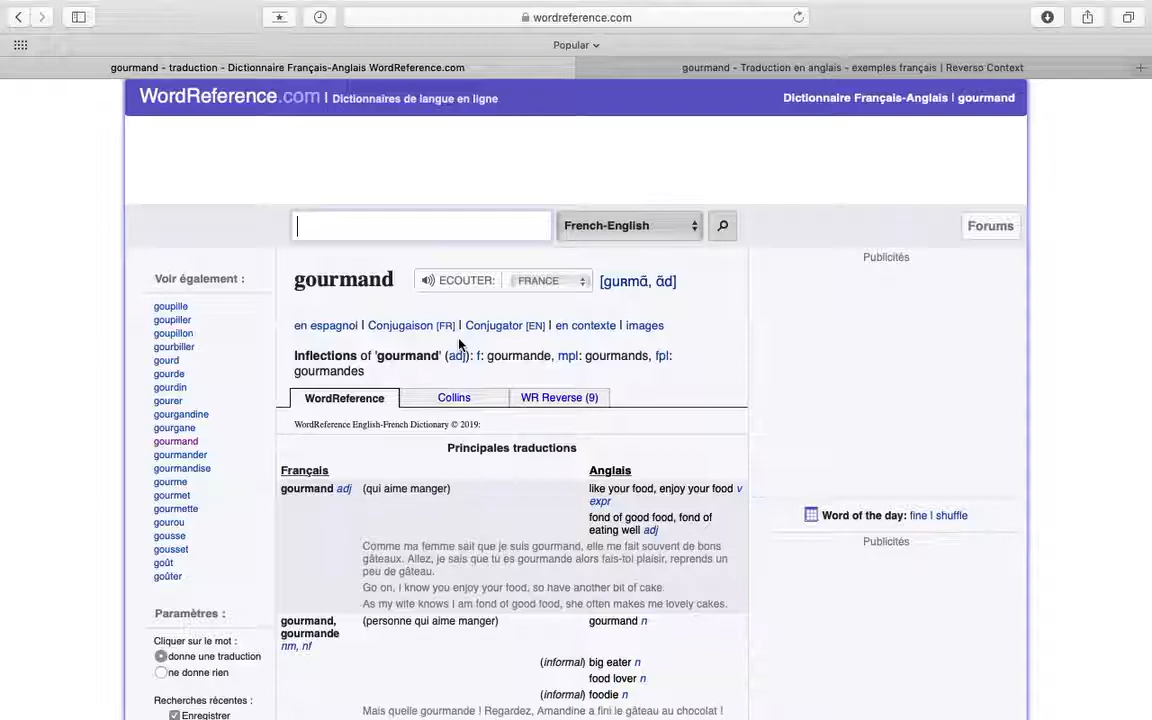 wordreference.com
Popular
gourmand - traduction - Dictionnaire Français-Anglais WordReference.com
gourmand - Traduction en anglais - exemples français | Reverso Context
WordReference.com | Dictionnaires de langue en ligne
Dictionnaire Français-Anglais | gourmand
French-English
Forums
Publicités
Voir également :
goupille
goupiller
goupillon
gourbiller
gourd
gourde
gourdin
gourer
gourgandine
gourgane
gourmand
gourmander
gourmandise
gourme
gourmet
gourmette
gourou
gousse
gousset
goût
goûter
Paramètres :
Cliquer sur le mot :
donne une traduction
ne donne rien
Recherches récentes :
Enregistrer
gourmand
ECOUTER:
FRANCE
[guʀmɑ̃, ɑ̃d]
en espagnol | Conjugaison [FR] | Conjugator [EN] | en contexte | images
Inflections of 'gourmand' (adj): f: gourmande, mpl: gourmands, fpl:
gourmandes
WordReference
Collins
WR Reverse (9)
WordReference English-French Dictionary © 2019:
Principales traductions
Français
Anglais
gourmand adj
(qui aime manger)
like your food, enjoy your food v
expr
fond of good food, fond of
eating well adj
Comme ma femme sait que je suis gourmand, elle me fait souvent de bons
gâteaux. Allez, je sais que tu es gourmande alors fais-toi plaisir, reprends un
peu de gâteau.
Go on, I know you enjoy your food, so have another bit of cake.
As my wife knows I am fond of good food, she often makes me lovely cakes.
gourmand,
gourmande
nm, nf
(personne qui aime manger)
gourmand n
(informal) big eater n
food lover n
(informal) foodie n
Mais quelle gourmande ! Regardez, Amandine a fini le gâteau au chocolat !
Word of the day: fine | shuffle
Publicités